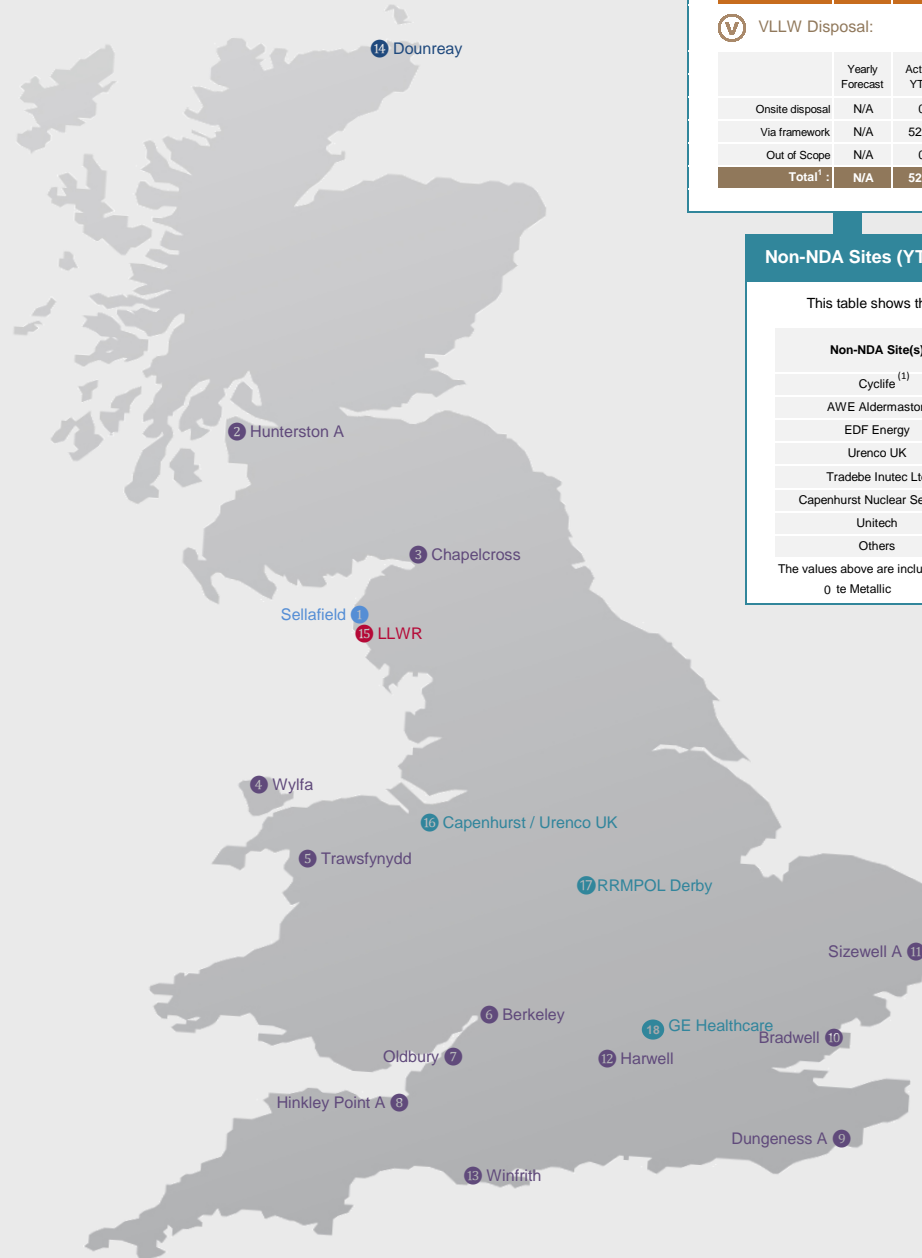 V VLLW Disposal:
Yearly Forecast
Onsite disposal N/A 0
Via framework N/A 52
Out of Scope N/A 0
Total¹ : N/A 52
Non-NDA Sites
This table shows
Non-NDA Site(s)
Cyclife (1)
AWE
EDF Energy
Urenco UK
Tradebe Inutec
Capenhurst Nuclear
Unitech
Others
The values above are
0 te Metallic
14 Dounreay
2 Hunterston A
3 Chapelcross
Sellafield 1
15 LLWR
4 Wylfa
16 Capenhurst / Urenco UK
5 Trawsfynydd
17 RRMPOL Derby
Sizewell A 11
6 Berkeley
18 GE Healthcare
Bradwell 10
Oldbury 7
12 Harwell
Hinkley Point A 8
Dungeness A 9
13 Winfrith